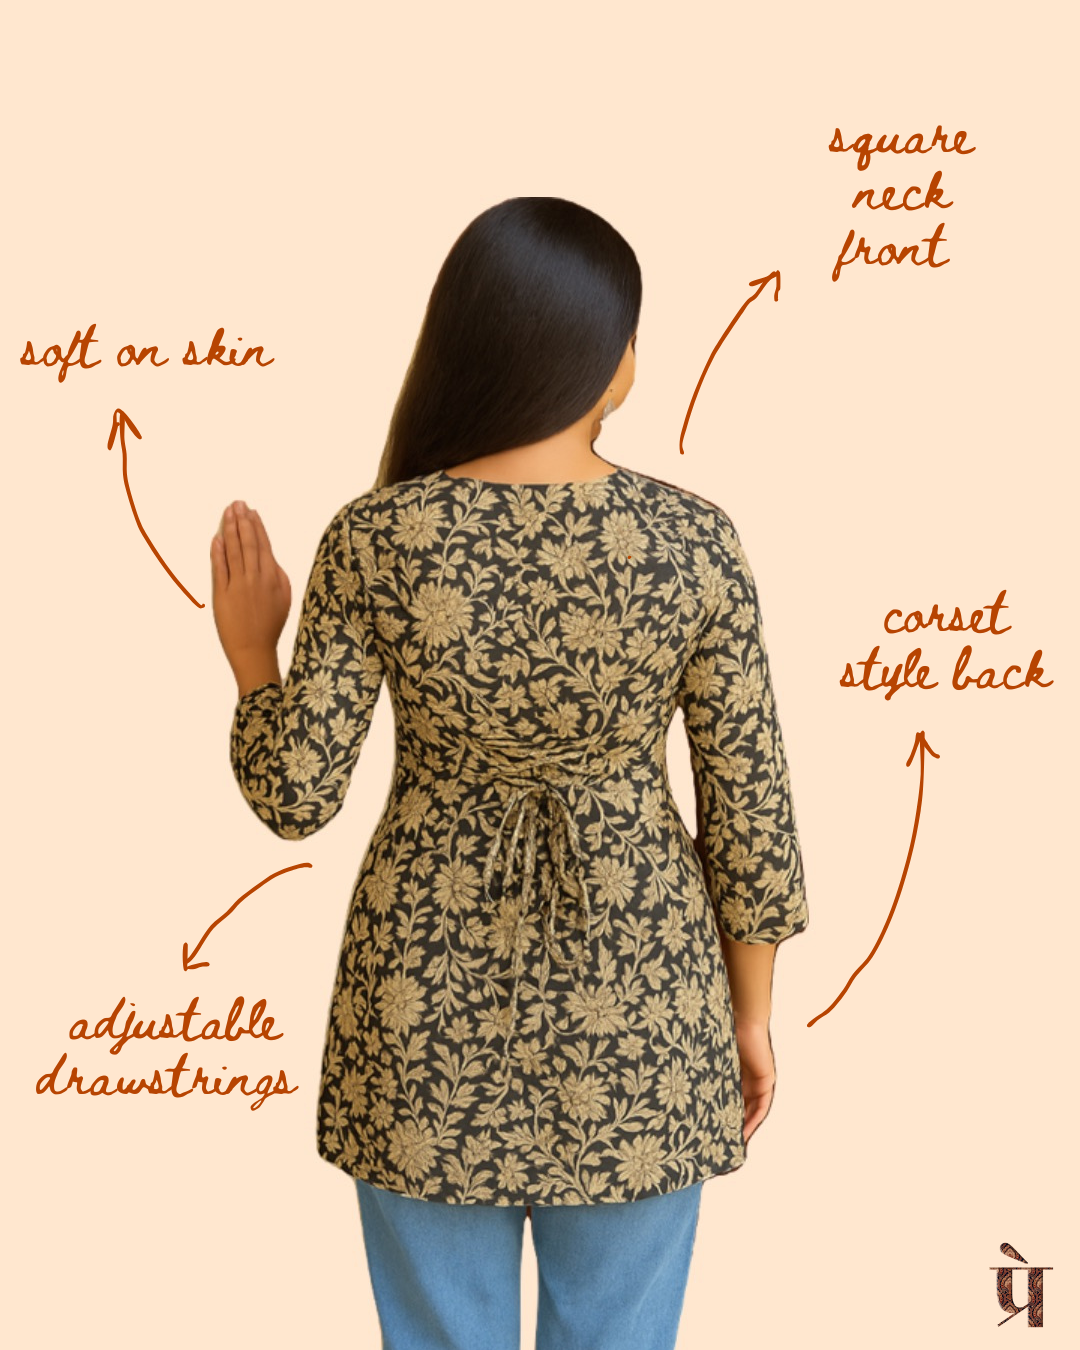 square
neck
front
soft on skin
corset
style back
adjustable
drawstrings
प्रे